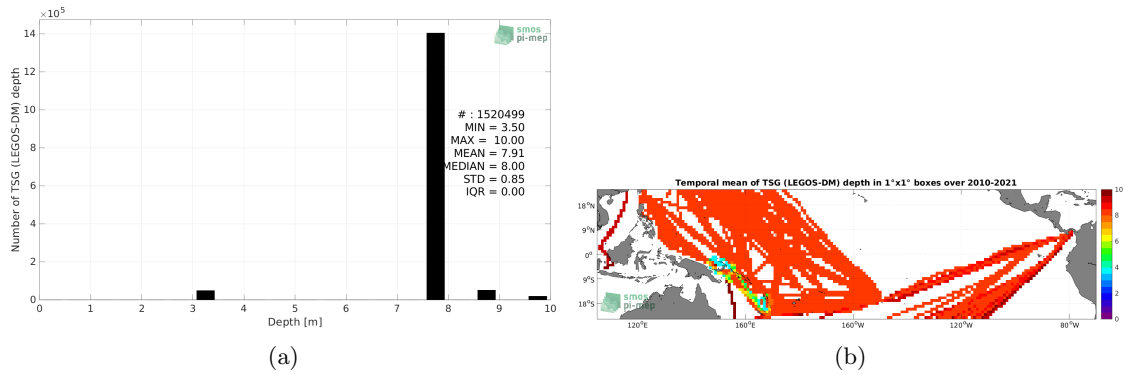 ×10⁵
14
12
10
8
6
4
2
0
Number of TSG (LEGOS-DM) depth
smos
pi-mep
# : 1520499
MIN = 3.50
MAX = 10.00
MEAN = 7.91
MEDIAN = 8.00
STD = 0.85
IQR = 0.00
0 1 2 3 4 5 6 7 8 9 10
Depth [m]
(a)
Temporal mean of TSG (LEGOS-DM) depth in 1°x1° boxes over 2010-2021
18°N
9°N
0°
9°S
18°S
smos
pi-mep
120°E 160°E 160°W 120°W 80°W
10
8
6
4
2
0
(b)